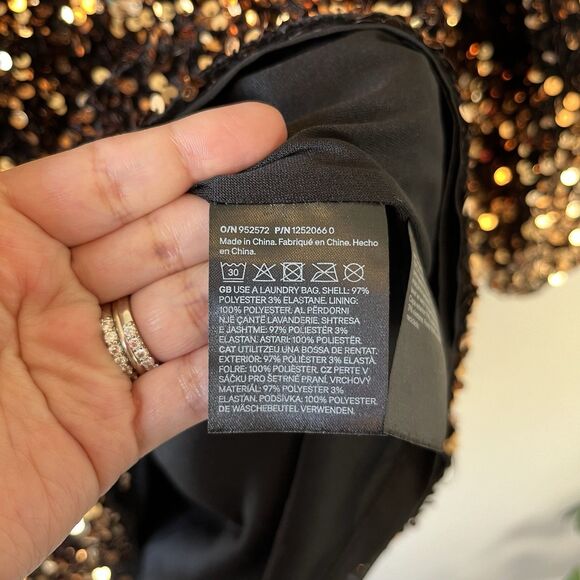 O/N 952572 P/N 1252066 0
Made in China. Fabriqué en Chine. Hecho
en China.
30
GB USE A LAUNDRY BAG. SHELL: 97%
POLYESTER 3% ELASTANE. LINING:
100% POLYESTER. AL PËRDORNI
NJË ÇANTË LAVANDERIE. SHTRESA
E JASHTME: 97% POLIESTËR 3%
ELASTAN. ASTARI: 100% POLIESTËR.
CAT UTILITZEU UNA BOSSA DE RENTAT.
EXTERIOR: 97% POLIÈSTER 3% ELASTÀ.
FOLRE: 100% POLIÈSTER. CZ PERTE V
SÁČKU PRO ŠETRNÉ PRANÍ. VRCHOVÝ
MATERIÁL: 97% POLYESTER 3%
ELASTAN. PODŠÍVKA: 100% POLYESTER.
DE WÄSCHEBEUTEL VERWENDEN.